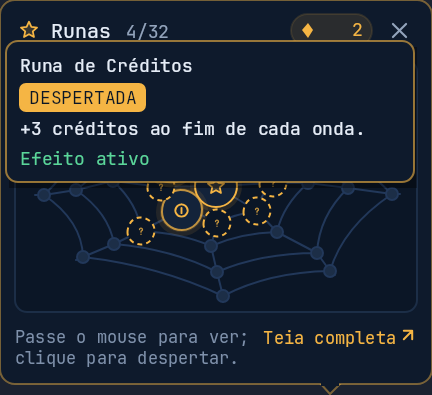 Runas 4/32 2
Runa de Créditos
DESPERTADA
+3 créditos ao fim de cada onda.
Efeito ativo
?
?
?
?
?
Passe o mouse para ver;
clique para despertar.
Teia completa